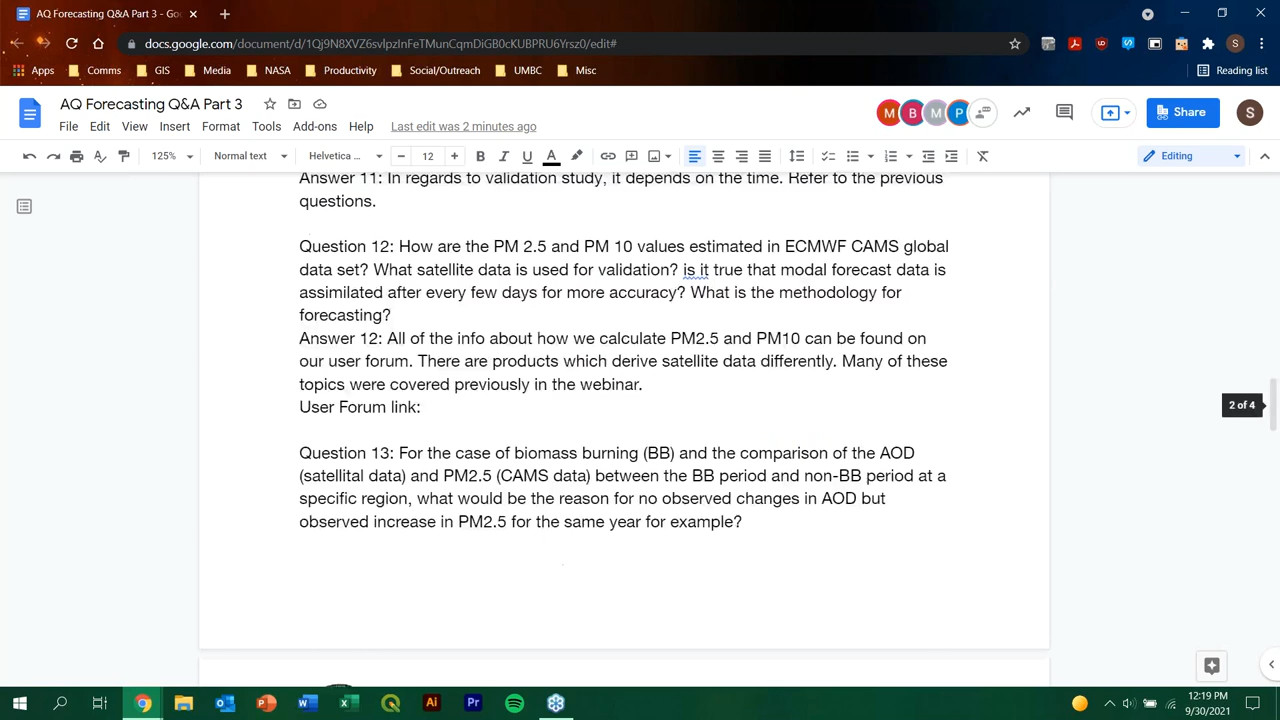 AQ Forecasting Q&A Part 3 - Go
docs.google.com/document/d/1Qj9N8XVZ6svlpzInFeTMunCqmDiGB0cKUBPRU6Yrsz0/edit#
S
Apps Comms GIS Media NASA Productivity Social/Outreach UMBC Misc Reading list
AQ Forecasting Q&A Part 3
M B M P Share S
File Edit View Insert Format Tools Add-ons Help Last edit was 2 minutes ago
125% Normal text Helvetica ... 12 B I U A Editing
Answer 11: In regards to validation study, it depends on the time. Refer to the previous
questions.
Question 12: How are the PM 2.5 and PM 10 values estimated in ECMWF CAMS global
data set? What satellite data is used for validation? is it true that modal forecast data is
assimilated after every few days for more accuracy? What is the methodology for
forecasting?
Answer 12: All of the info about how we calculate PM2.5 and PM10 can be found on
our user forum. There are products which derive satellite data differently. Many of these
topics were covered previously in the webinar.
User Forum link:
2 of 4
Question 13: For the case of biomass burning (BB) and the comparison of the AOD
(satellital data) and PM2.5 (CAMS data) between the BB period and non-BB period at a
specific region, what would be the reason for no observed changes in AOD but
observed increase in PM2.5 for the same year for example?
12:19 PM
9/30/2021